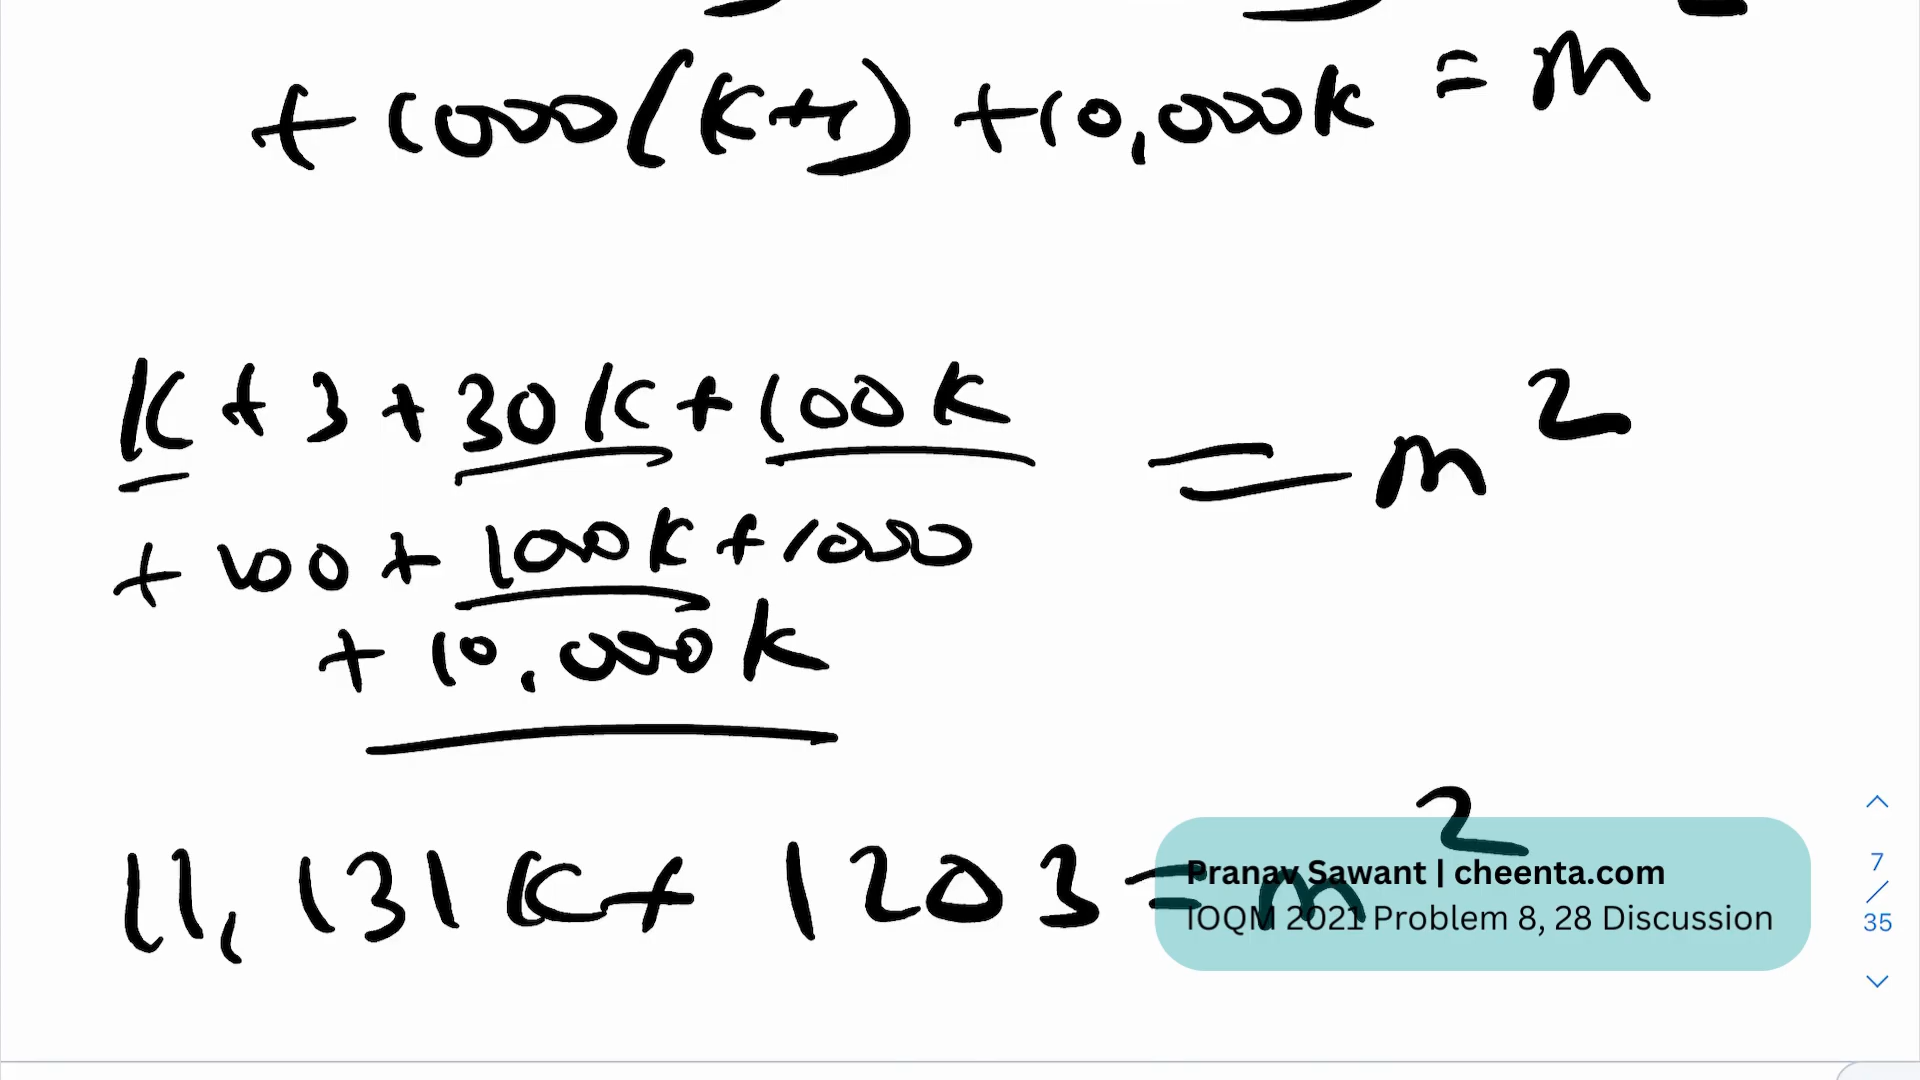 + 1000(k+1) + 10,000k = m
k + 3 + 30k + 100k = m²
+ 100 + 1000k + 1000
+ 10,000k
11,131k + 1203 = m²
Pranav Sawant | cheenta.com
IOQM 2021 Problem 8, 28 Discussion
7
/
35